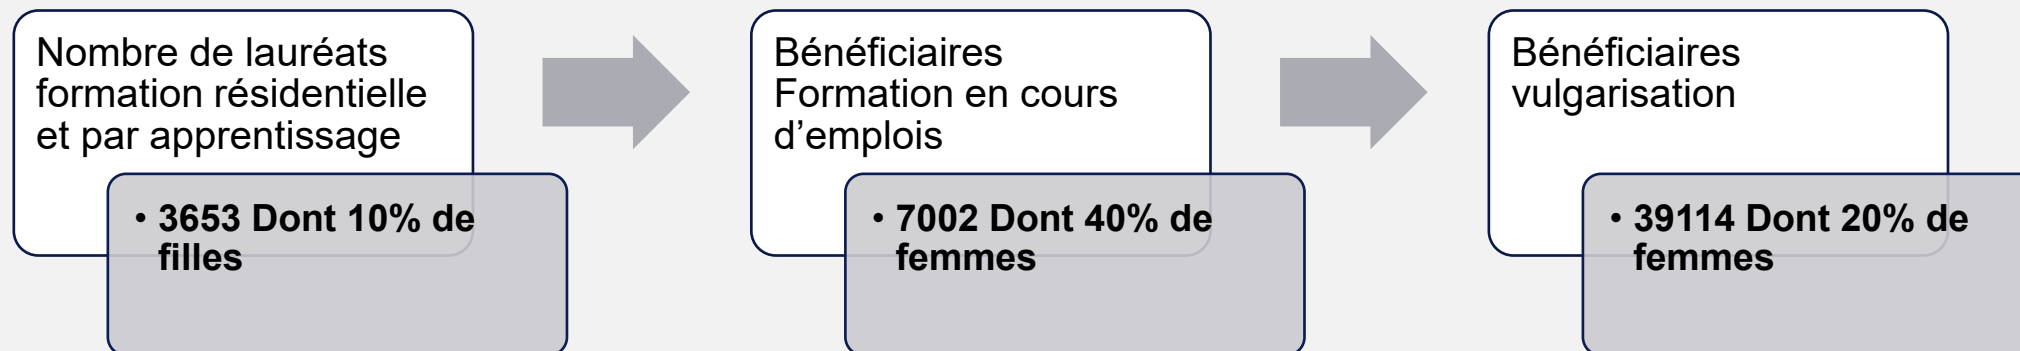 Nombre de lauréats
formation résidentielle
et par apprentissage
• 3653 Dont 10% de
filles
Bénéficiaires
Formation en cours
d’emplois
• 7002 Dont 40% de
femmes
Bénéficiaires
vulgarisation
• 39114 Dont 20% de
femmes